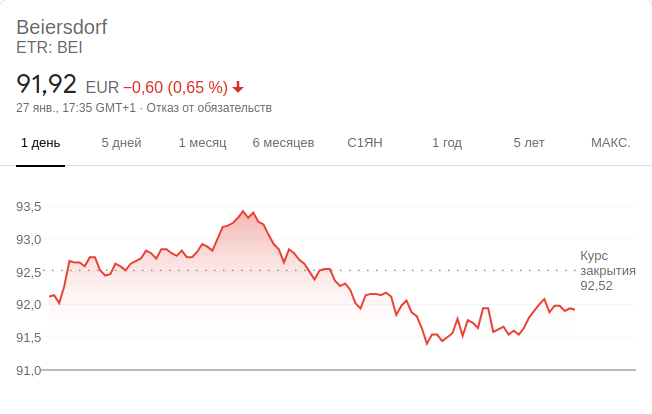 Beiersdorf
ETR: BEI
91,92 EUR −0,60 (0,65 %)
27 янв., 17:35 GMT+1 · Отказ от обязательств
1 день 5 дней 1 месяц 6 месяцев С1ЯН 1 год 5 лет МАКС.
93,5
93,0
92,5
92,0
91,5
91,0
Курс
закрытия
92,52